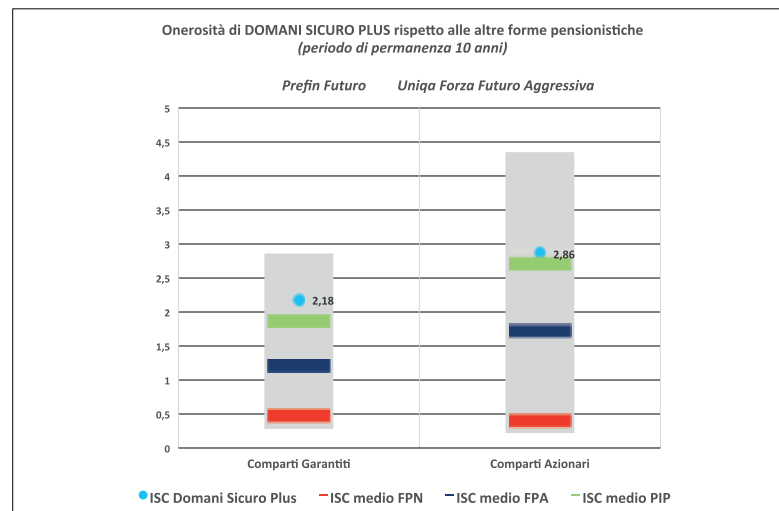 Onerosità di DOMANI SICURO PLUS rispetto alle altre forme pensionistiche
(periodo di permanenza 10 anni)
Prefin Futuro Uniqa Forza Futuro Aggressiva
5
4,5
4
3,5
3
2,5
2
1,5
1
0,5
0
2,18
2,86
Comparti Garantiti Comparti Azionari
ISC Domani Sicuro Plus ISC medio FPN ISC medio FPA ISC medio PIP